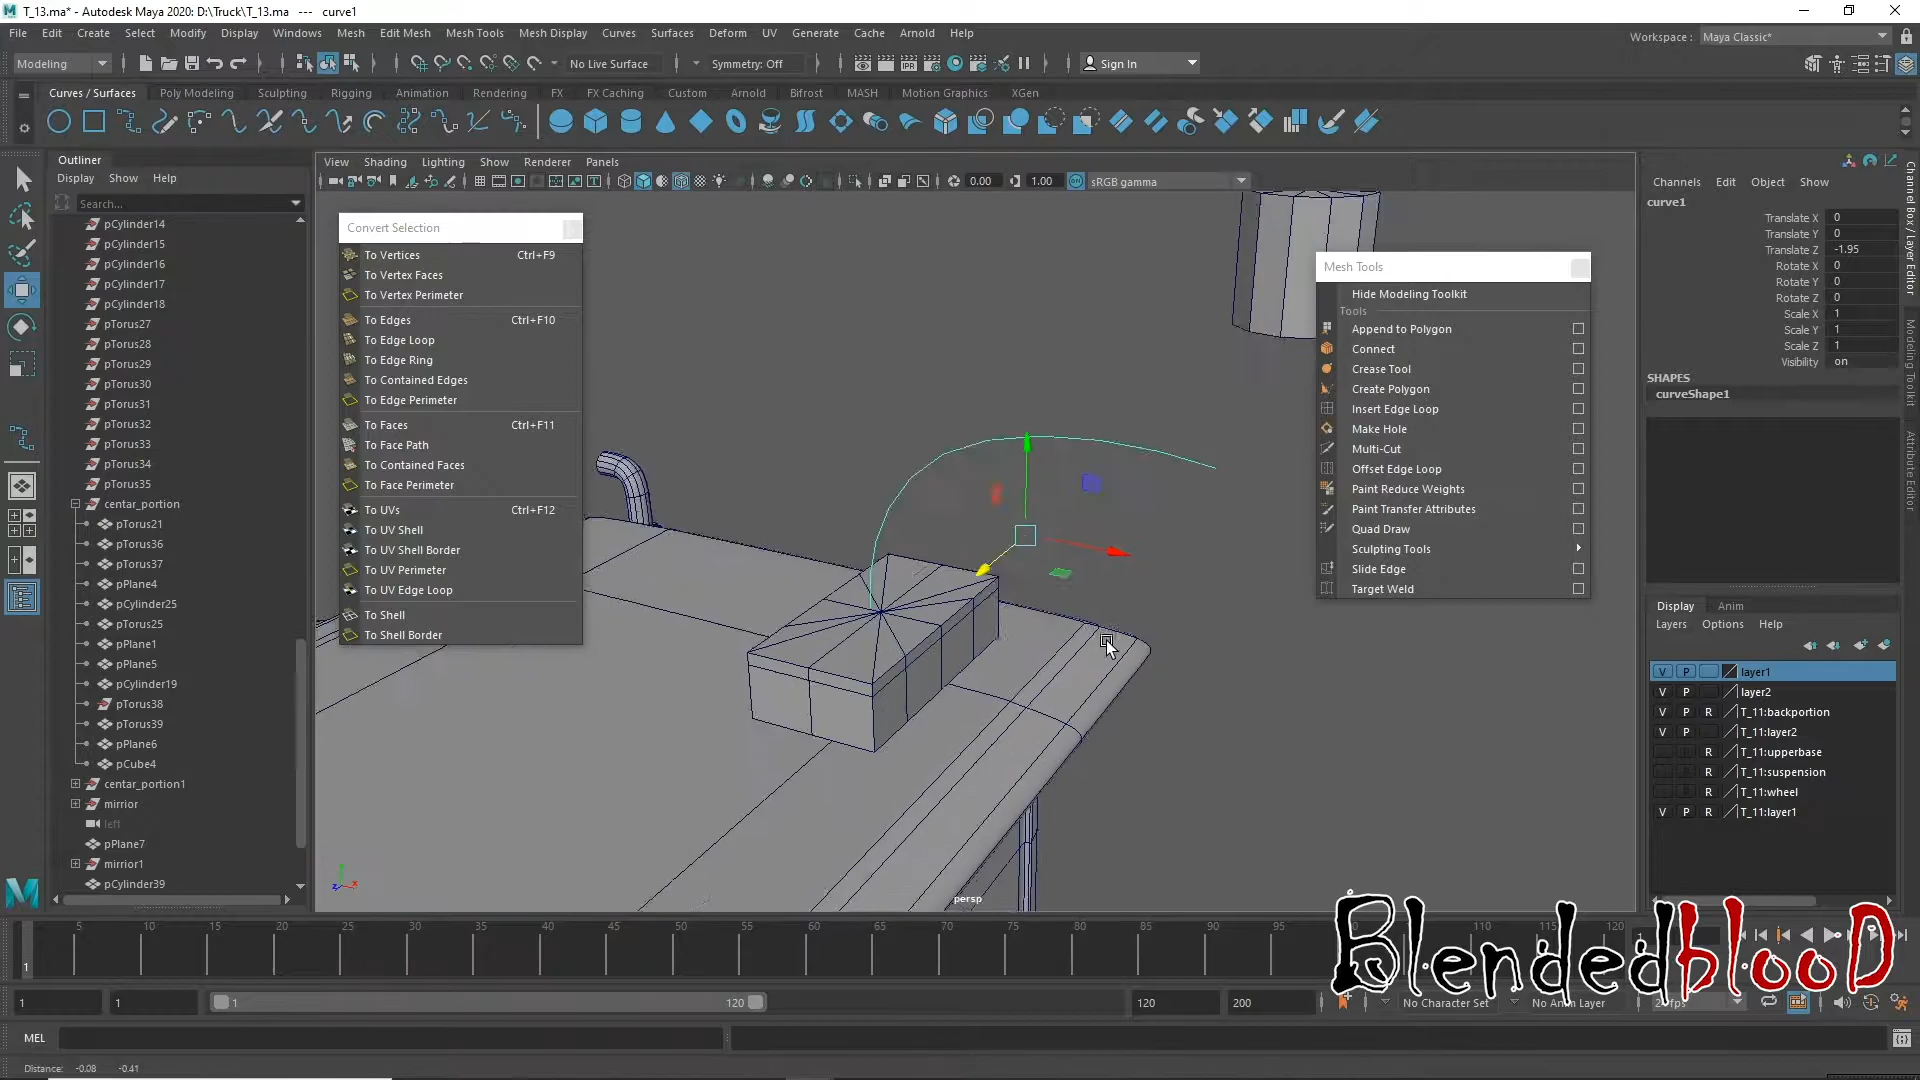 T_13.ma* - Autodesk Maya 2020: D:\Truck\T_13.ma --- curve1
File Edit Create Select Modify Display Windows Mesh Edit Mesh Mesh Tools Mesh Display Curves Surfaces Deform UV Generate Cache Arnold Help
Workspace : Maya Classic*
Modeling No Live Surface Symmetry: Off Sign In
Curves / Surfaces Poly Modeling Sculpting Rigging Animation Rendering FX FX Caching Custom Arnold Bifrost MASH Motion Graphics XGen
Outliner
Display Show Help
Search...
pCylinder14
pCylinder15
pCylinder16
pCylinder17
pCylinder18
pTorus27
pTorus28
pTorus29
pTorus30
pTorus31
pTorus32
pTorus33
pTorus34
pTorus35
centar_portion
pTorus21
pTorus36
pTorus37
pPlane4
pCylinder25
pTorus25
pPlane1
pPlane5
pCylinder19
pTorus38
pTorus39
pPlane6
pCube4
centar_portion1
mirror
left
pPlane7
mirrior1
pCylinder39
View Shading Lighting Show Renderer Panels
0.00 1.00 sRGB gamma
Convert Selection
To Vertices Ctrl+F9
To Vertex Faces
To Vertex Perimeter
To Edges Ctrl+F10
To Edge Loop
To Edge Ring
To Contained Edges
To Edge Perimeter
To Faces Ctrl+F11
To Face Path
To Contained Faces
To Face Perimeter
To UVs Ctrl+F12
To UV Shell
To UV Shell Border
To UV Perimeter
To UV Edge Loop
To Shell
To Shell Border
Mesh Tools
Hide Modeling Toolkit
Tools
Append to Polygon
Connect
Crease Tool
Create Polygon
Insert Edge Loop
Make Hole
Multi-Cut
Offset Edge Loop
Paint Reduce Weights
Paint Transfer Attributes
Quad Draw
Sculpting Tools
Slide Edge
Target Weld
persp
Channels Edit Object Show
curve1
Translate X 0
Translate Y 0
Translate Z -1.95
Rotate X 0
Rotate Y 0
Rotate Z 0
Scale X 1
Scale Y 1
Scale Z 1
Visibility on
SHAPES
curveShape1
Channel Box / Layer Editor
Modeling Toolkit
Attribute Editor
Display Anim
Layers Options Help
V P layer1
V P layer2
V P R T_11:backportion
V P T_11:layer2
R T_11:upperbase
R T_11:suspension
R T_11:wheel
V P R T_11:layer1
5 10 15 20 25 30 35 40 45 50 55 60 65 70 75 80 85 90 95 110 115 120
1
1 1 1 120 120 200 No Character Set No Anim Layer fps
BlendedblooD
MEL
Distance: -0.08 -0.41